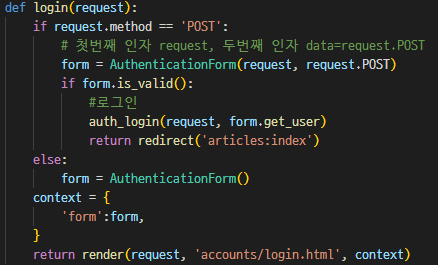 def login(request):
    if request.method == 'POST':
        # 첫번째 인자 request, 두번째 인자 data=request.POST
        form = AuthenticationForm(request, request.POST)
        if form.is_valid():
            #로그인
            auth_login(request, form.get_user)
            return redirect('articles:index')
    else:
        form = AuthenticationForm()
    context = {
        'form':form,
    }
    return render(request, 'accounts/login.html', context)